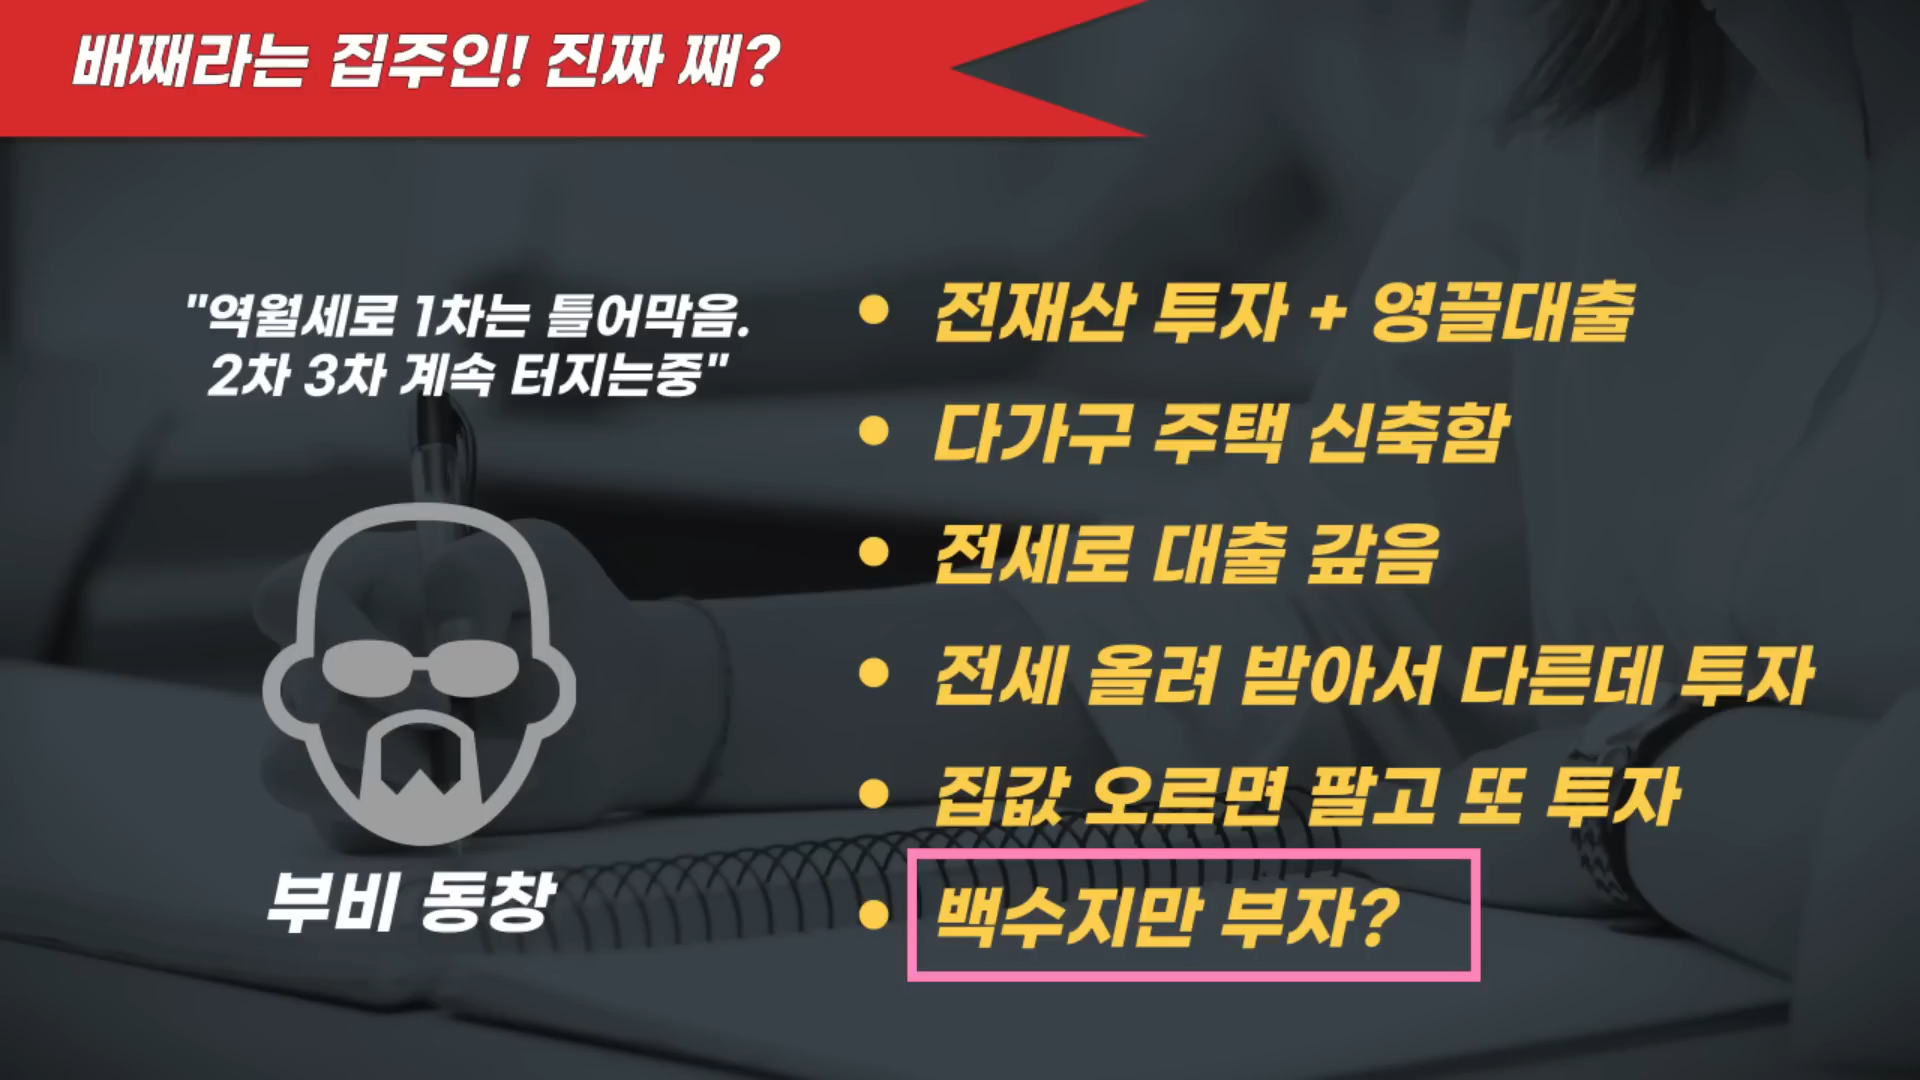 배째라는 집주인! 진짜 째?
"역월세로 1차는 틀어막음.
2차 3차 계속 터지는중"
부비 동창
• 전재산 투자 + 영끌대출
• 다가구 주택 신축함
• 전세로 대출 갚음
• 전세 올려 받아서 다른데 투자
• 집값 오르면 팔고 또 투자
• 백수지만 부자?